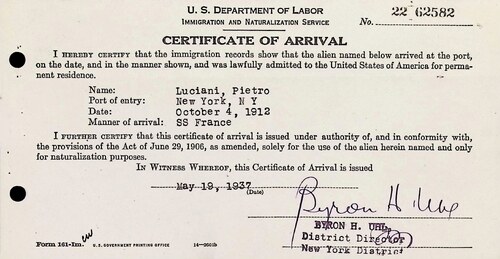 U. S. DEPARTMENT OF LABOR
IMMIGRATION AND NATURALIZATION SERVICE
No. 22 62582
CERTIFICATE OF ARRIVAL
I HEREBY CERTIFY that the immigration records show that the alien named below arrived at the port,
on the date, and in the manner shown, and was lawfully admitted to the United States of America for perma-
nent residence.
Name: Luciani, Pietro
Port of entry: New York, N Y
Date: October 4, 1912
Manner of arrival: SS France
I FURTHER CERTIFY that this certificate of arrival is issued under authority of, and in conformity with,
the provisions of the Act of June 29, 1906, as amended, solely for the use of the alien herein named and only
for naturalization purposes.
IN WITNESS WHEREOF, this Certificate of Arrival is issued
May 19, 1937
(Date)
Byron H Uhl
BYRON H. UHL,
District Director
New York District
Form 161-Im.
U. S. GOVERNMENT PRINTING OFFICE